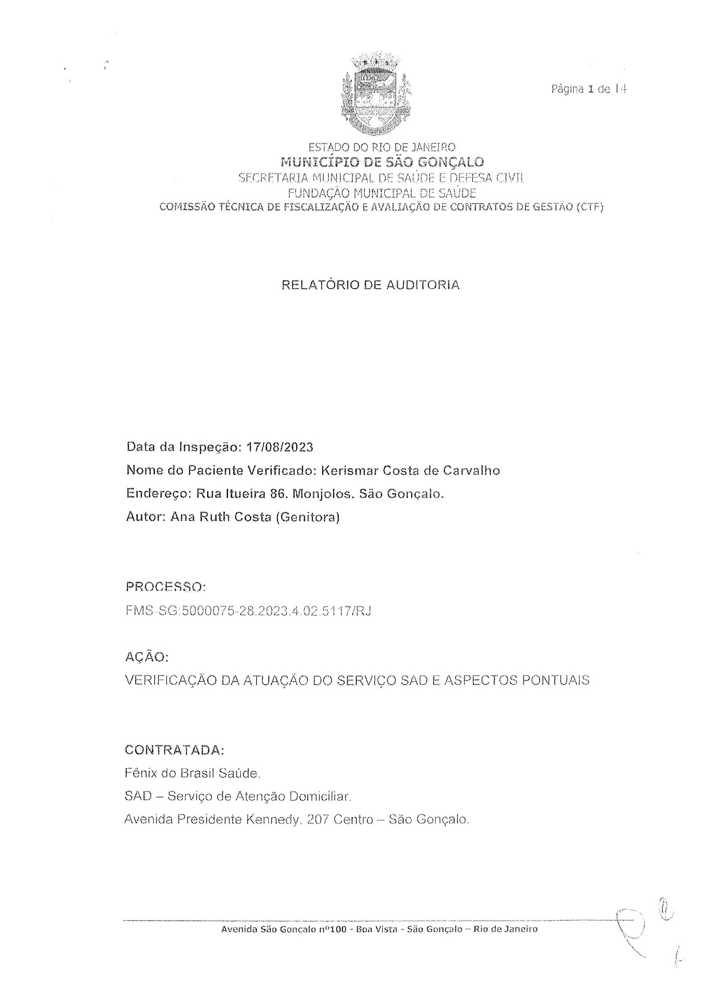 Página 1 de 14
ESTADO DO RIO DE JANEIRO
MUNICÍPIO DE SÃO GONÇALO
SECRETARIA MUNICIPAL DE SAÚDE E DEFESA CIVIL
FUNDAÇÃO MUNICIPAL DE SAÚDE
COMISSÃO TÉCNICA DE FISCALIZAÇÃO E AVALIAÇÃO DE CONTRATOS DE GESTÃO (CTF)
RELATÓRIO DE AUDITORIA
Data da Inspeção: 17/08/2023
Nome do Paciente Verificado: Kerismar Costa de Carvalho
Endereço: Rua Itueira 86. Monjolos. São Gonçalo.
Autor: Ana Ruth Costa (Genitora)
PROCESSO:
FMS-SG:5000075-28.2023.4.02.5117/RJ
AÇÃO:
VERIFICAÇÃO DA ATUAÇÃO DO SERVIÇO SAD E ASPECTOS PONTUAIS
CONTRATADA:
Fênix do Brasil Saúde.
SAD – Serviço de Atenção Domiciliar.
Avenida Presidente Kennedy, 207 Centro – São Gonçalo.
Avenida São Gonçalo nº100 - Boa Vista - São Gonçalo – Rio de Janeiro